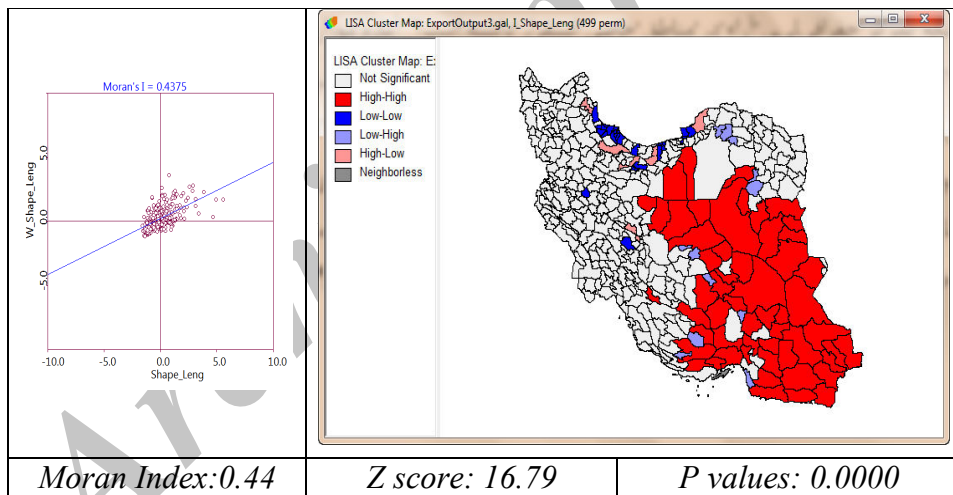 Moran's I = 0.4375
W_Shape_Leng
5.0
0.0
-5.0
-10.0 -5.0 0.0 5.0 10.0
Shape_Leng
LISA Cluster Map: ExportOutput3.gal, I_Shape_Leng (499 perm)
LISA Cluster Map: E
Not Significant
High-High
Low-Low
Low-High
High-Low
Neighborless
Moran Index:0.44
Z score: 16.79
P values: 0.0000